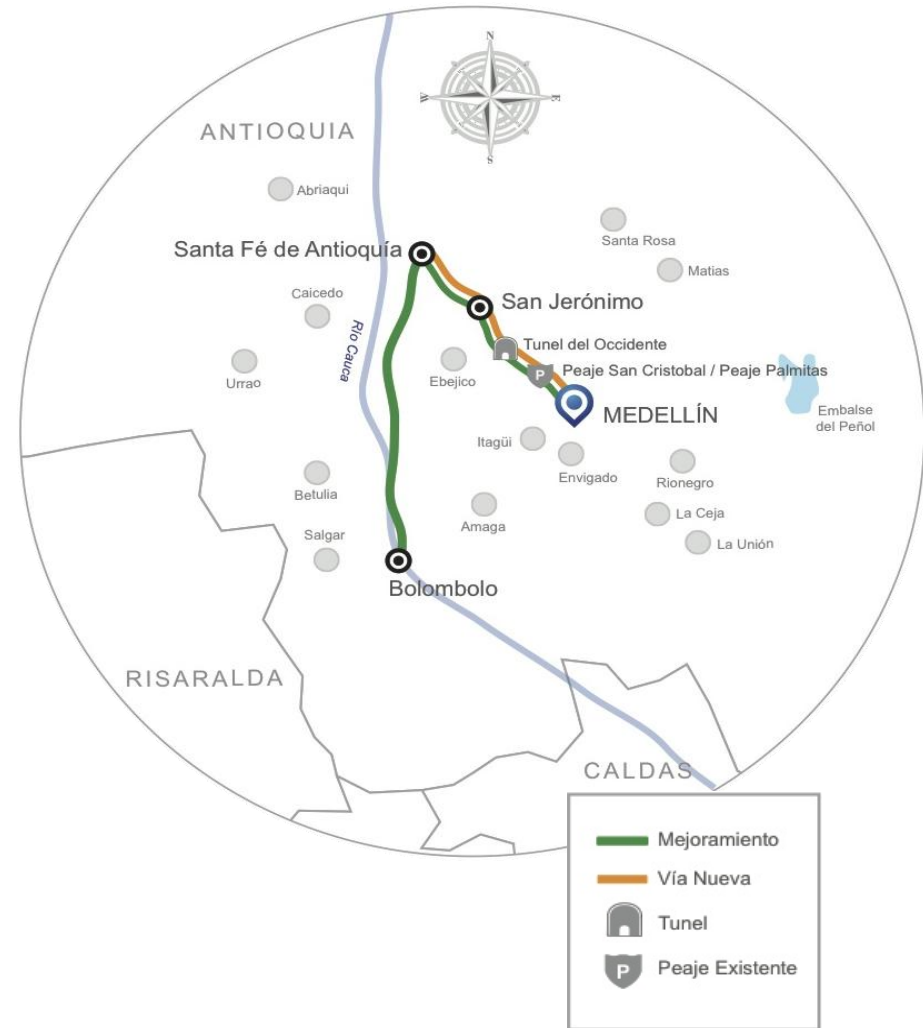 N
W
E
S
ANTIOQUIA
Abriaqui
Santa Rosa
Santa Fé de Antioquía
Matias
Caicedo
San Jerónimo
Río Cauca
Tunel del Occidente
Urrao
Ebejico
P
Peaje San Cristobal / Peaje Palmitas
MEDELLÍN
Embalse
del Peñol
Itagüi
Envigado
Rionegro
Betulia
Amaga
La Ceja
Salgar
La Unión
Bolombolo
RISARALDA
CALDAS
Mejoramiento
Vía Nueva
Tunel
P
Peaje Existente